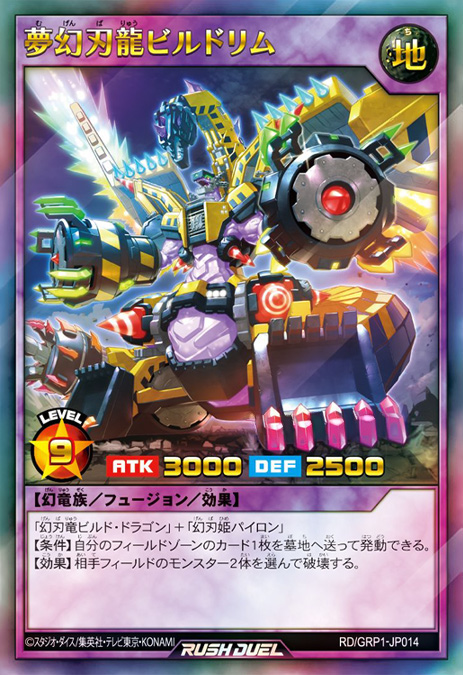 夢幻刃龍ビルドリム
地
LEVEL
9
ATK 3000 DEF 2500
【幻竜族／フュージョン／効果】
「幻刃竜ビルド・ドラゴン」＋「幻刃姫パイロン」
【条件】自分のフィールドゾーンのカード1枚を墓地へ送って発動できる。
【効果】相手フィールドのモンスター2体を選んで破壊する。
©スタジオ・ダイス/集英社・テレビ東京・KONAMI
RUSH DUEL
RD/GRP1-JP014